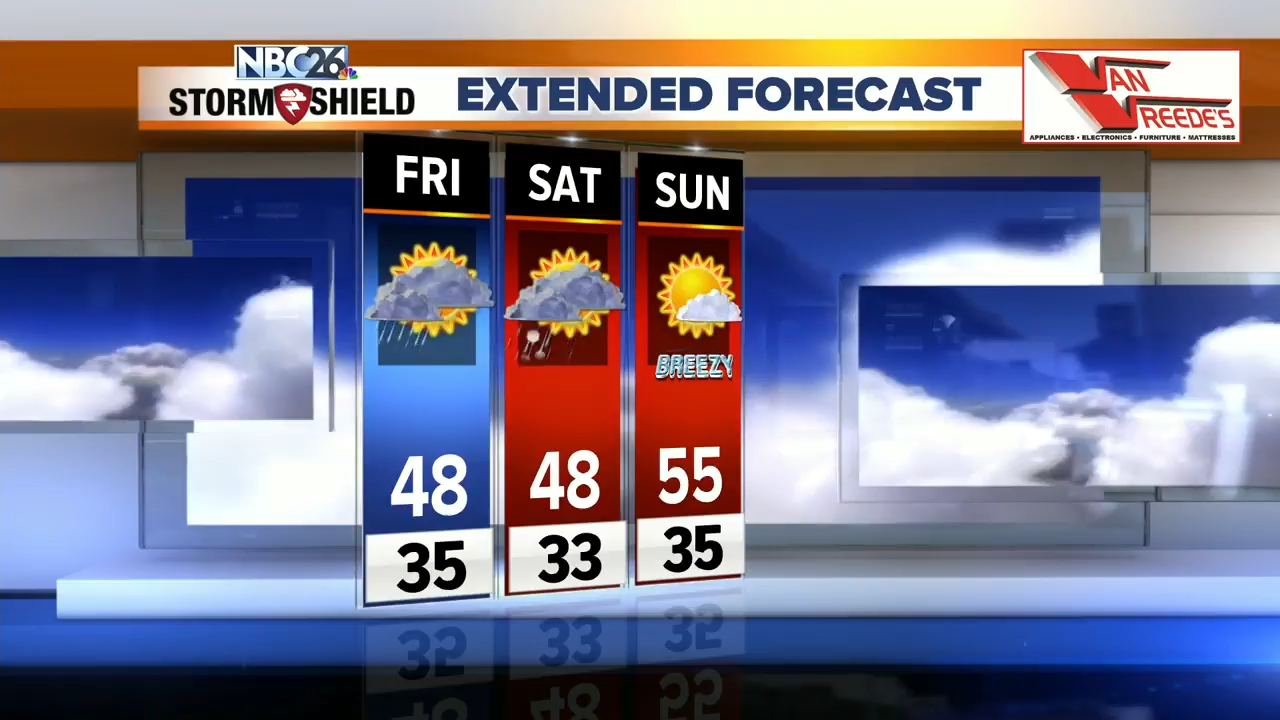 NBC26
STORM SHIELD
EXTENDED FORECAST
VAN
VREEDE'S
APPLIANCES • ELECTRONICS • FURNITURE • MATTRESSES
FRI
SAT
SUN
BREEZY
48
48
55
35
33
35